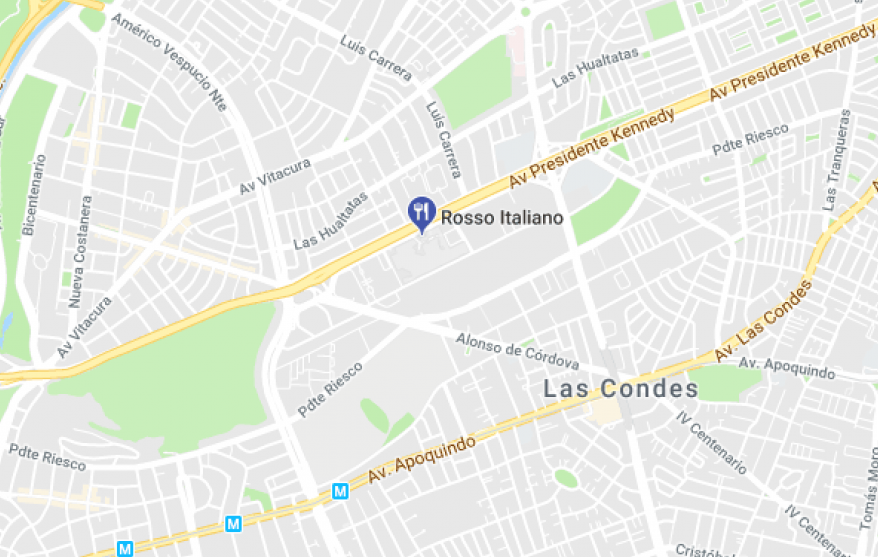 Américo Vespucio Nte
Luis Carrera
Las Hualtatas
Av Presidente Kennedy
Luis Carrera
Av Presidente Kennedy
Pdte Riesco
Las Tranqueras
Av Vitacura
Bicentenario
Las Hualtatas
Rosso Italiano
Nueva Costanera
Av Vitacura
Av. Las Condes
Alonso de Córdova
Av. Apoquindo
Pdte Riesco
Las Condes
IV Centenario
Pdte Riesco
Av. Apoquindo
Tomás Moro
M
M
IV Centenario
M